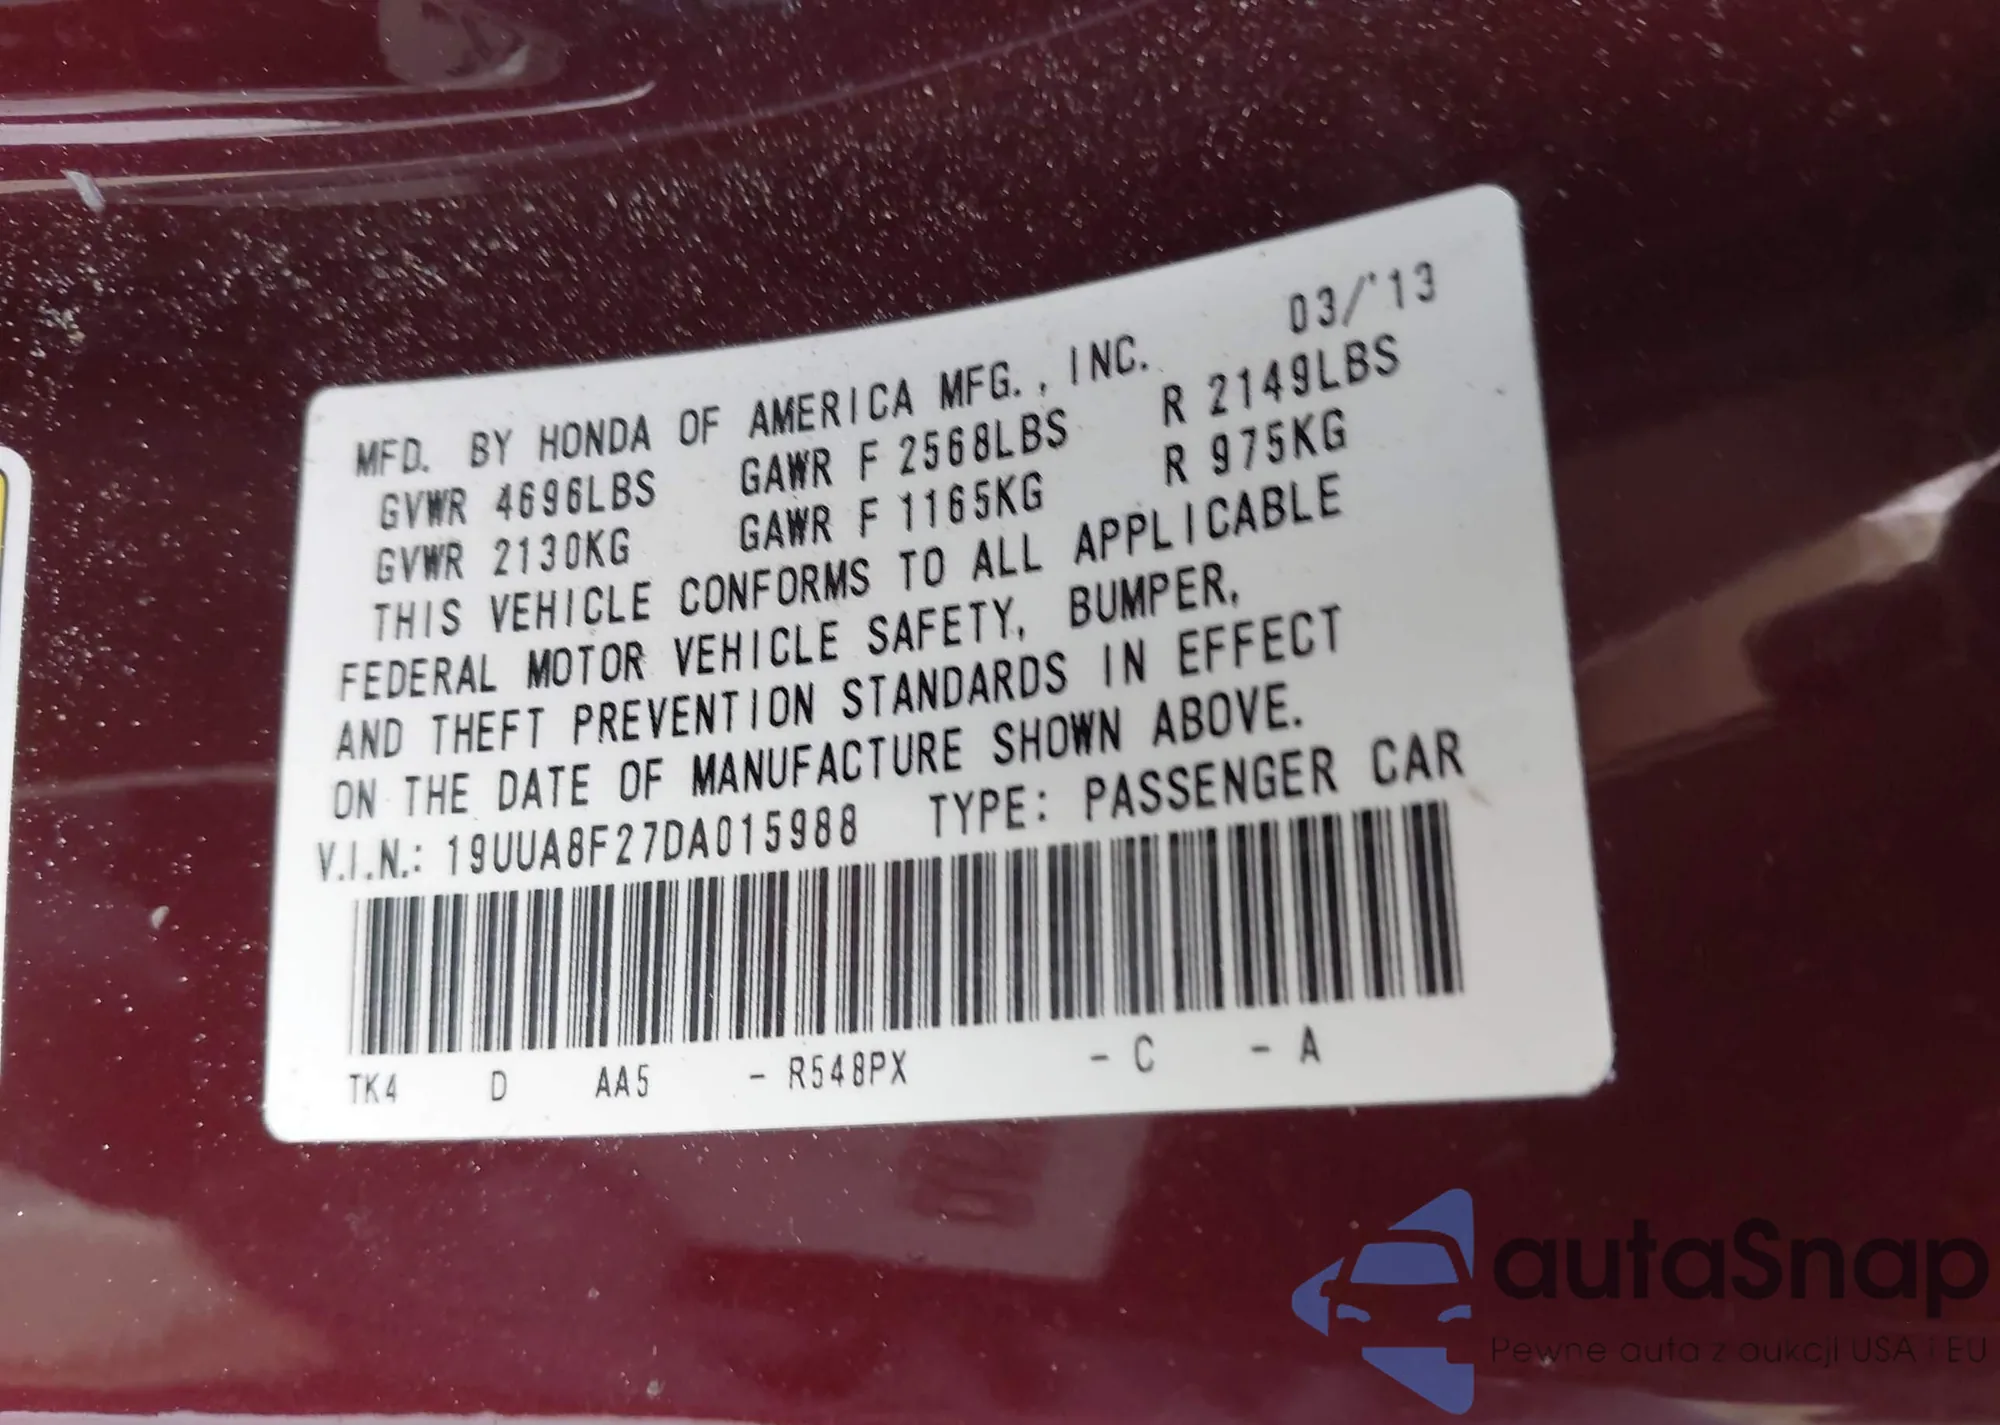 03/'13
MFD. BY HONDA OF AMERICA MFG., INC.
GVWR 4696LBS GAWR F 2568LBS R 2149LBS
GVWR 2130KG GAWR F 1165KG R 975KG
THIS VEHICLE CONFORMS TO ALL APPLICABLE
FEDERAL MOTOR VEHICLE SAFETY, BUMPER,
AND THEFT PREVENTION STANDARDS IN EFFECT
ON THE DATE OF MANUFACTURE SHOWN ABOVE.
V.I.N.: 19UUA8F27DA015988 TYPE: PASSENGER CAR
TK4 D AA5 - R548PX - C - A
autaSnap
Pewne auta z aukcji USA i EU